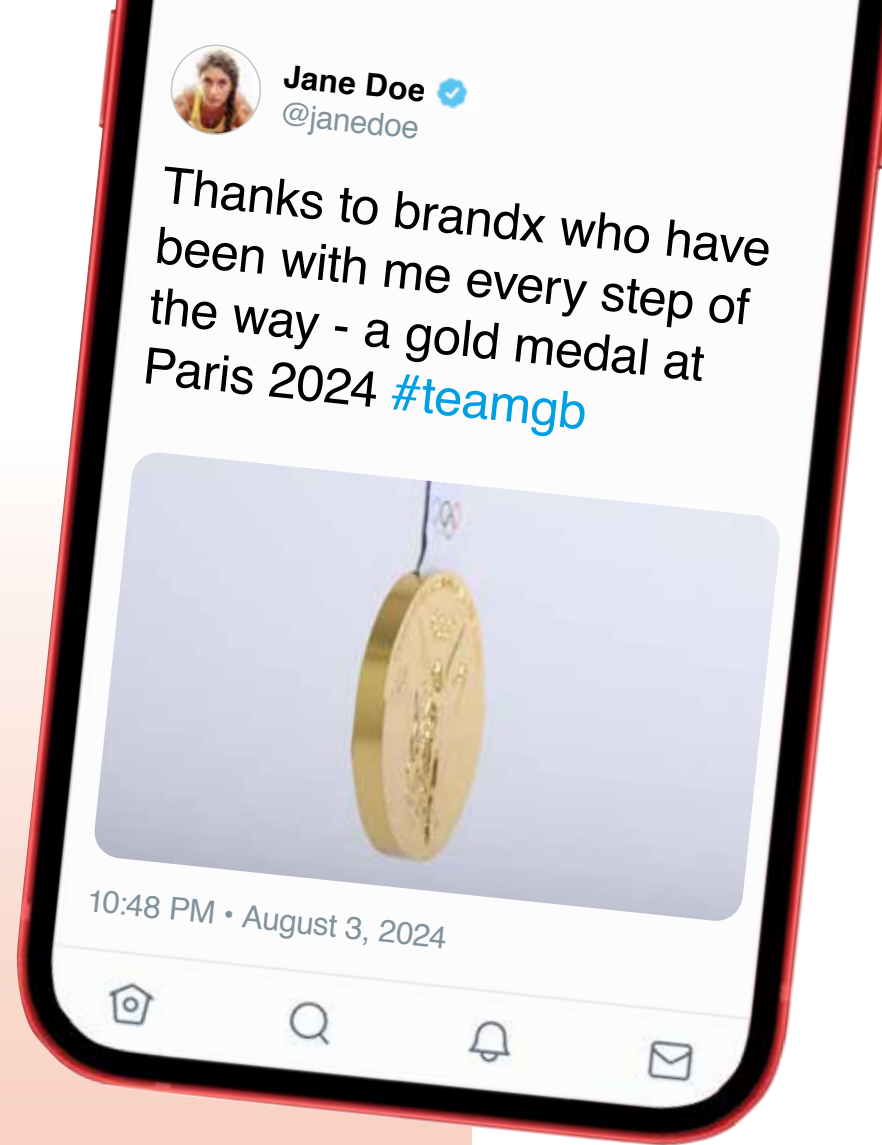 Jane Doe
@janedoe
Thanks to brandx who have
been with me every step of
the way - a gold medal at
Paris 2024 #teamgb
10:48 PM • August 3, 2024